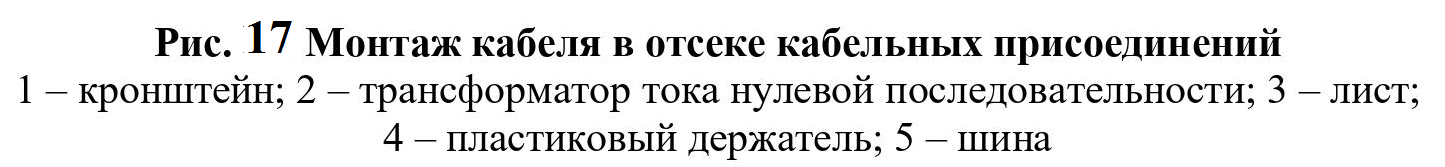 Рис. 17 Монтаж кабеля в отсеке кабельных присоединений
1 – кронштейн; 2 – трансформатор тока нулевой последовательности; 3 – лист;
4 – пластиковый держатель; 5 – шина